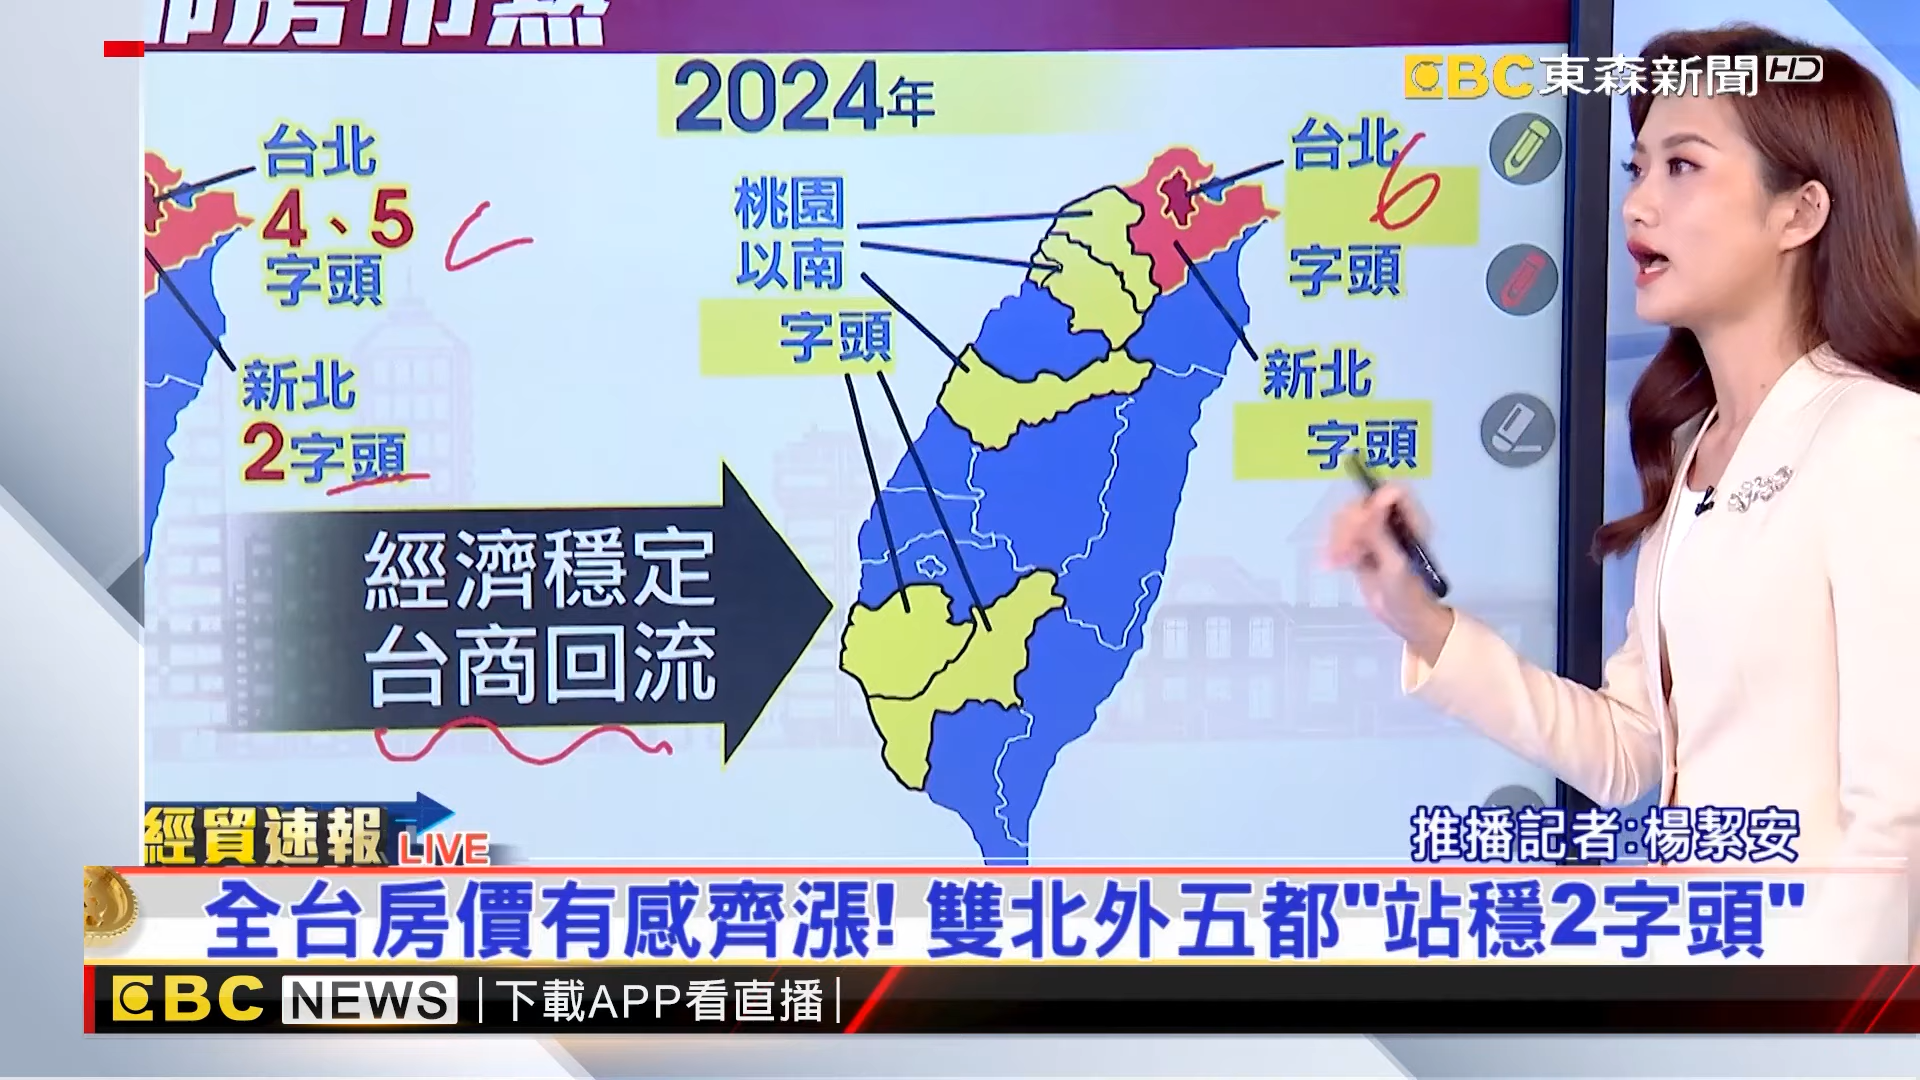 房市熱
EBC東森新聞HD
2024年
台北
4、5
字頭
新北
2字頭
桃園
以南
字頭
台北
6
字頭
新北
字頭
經濟穩定
台商回流
經貿速報 LIVE
推播記者:楊絜安
全台房價有感齊漲! 雙北外五都"站穩2字頭"
EBC NEWS |下載APP看直播|